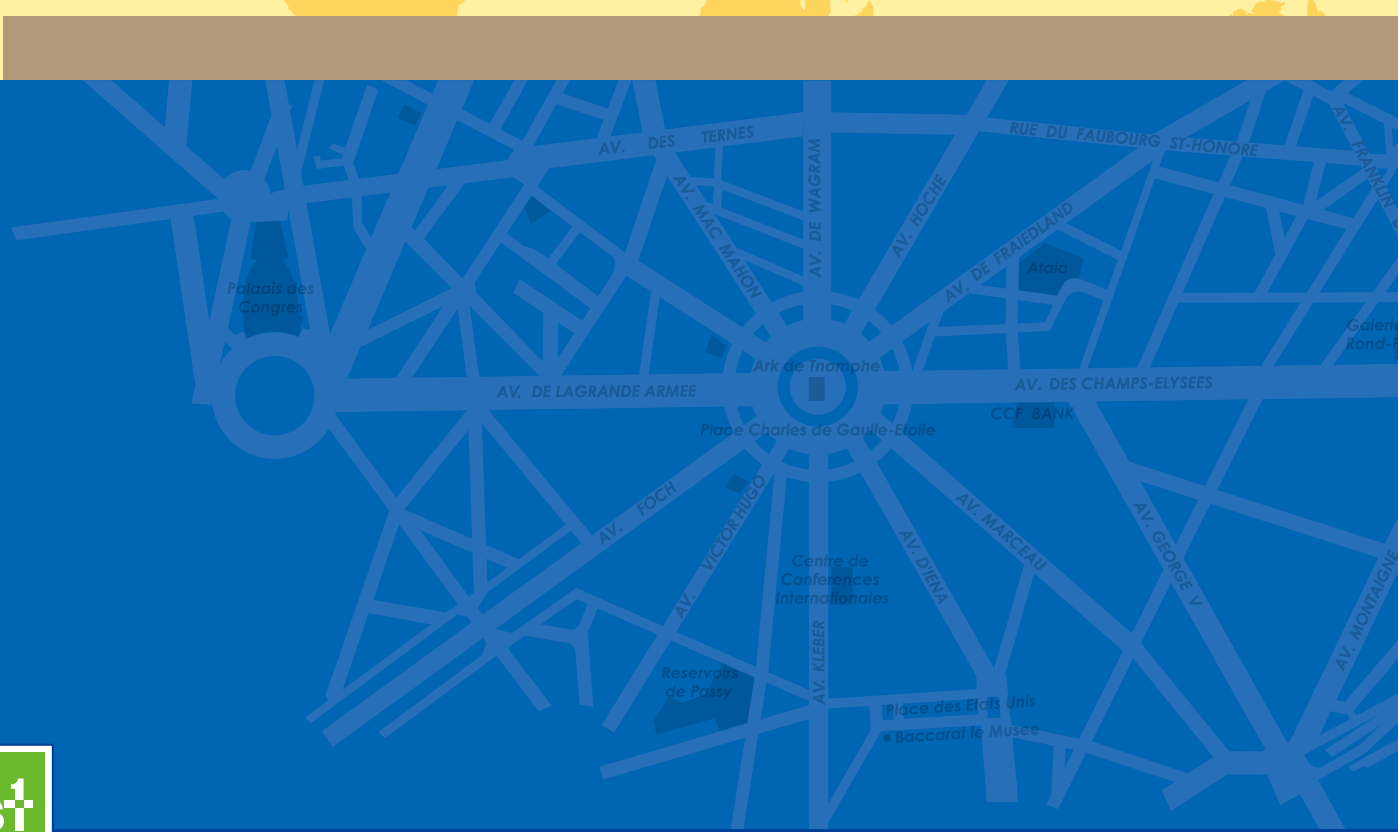 AV. DES TERNES
RUE DU FAUBOURG ST-HONORE
AV. FRANKLIN
AV. MAC MAHON
AV. DE WAGRAM
AV. HOCHE
AV. DE FRAIEDLAND
Ataia
Palaais des
Congres
Galerie
Rond-
Ark de Tnomphe
AV. DE LAGRANDE ARMEE
AV. DES CHAMPS-ELYSEES
CCF BANK
Place Charles de Gaulle-Etoile
AV. FOCH
AV. VICTOR HUGO
AV. MARCEAU
AV. D'IENA
AV. GEORGE V
AV. MONTAIGNE
Centre de
Conferences
Internationales
AV. KLEBER
Reservoirs
de Passy
Place des Etats Unis
• Baccarat le Musee
1